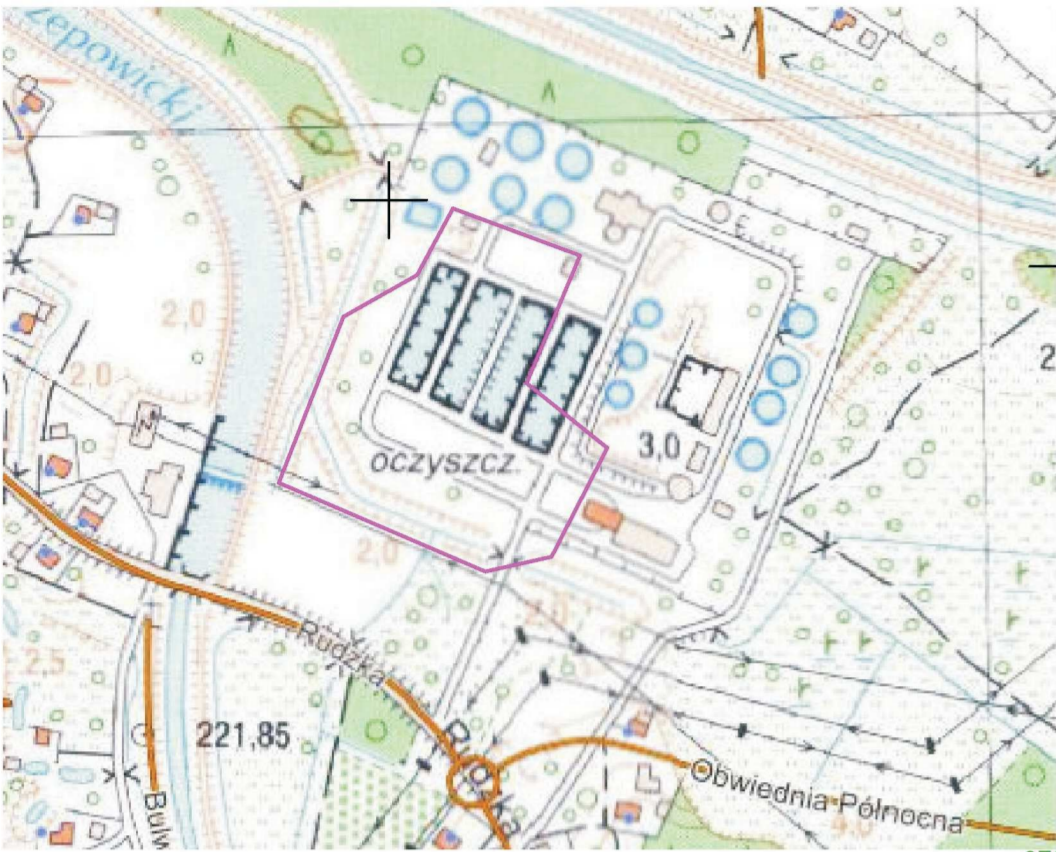 zepowicki
2,0
2,0
3,0
oczyszcz.
2,0
Rudzka
2,5
221,85
Rudzka
Obwiednia Północna
Bulw
4,0